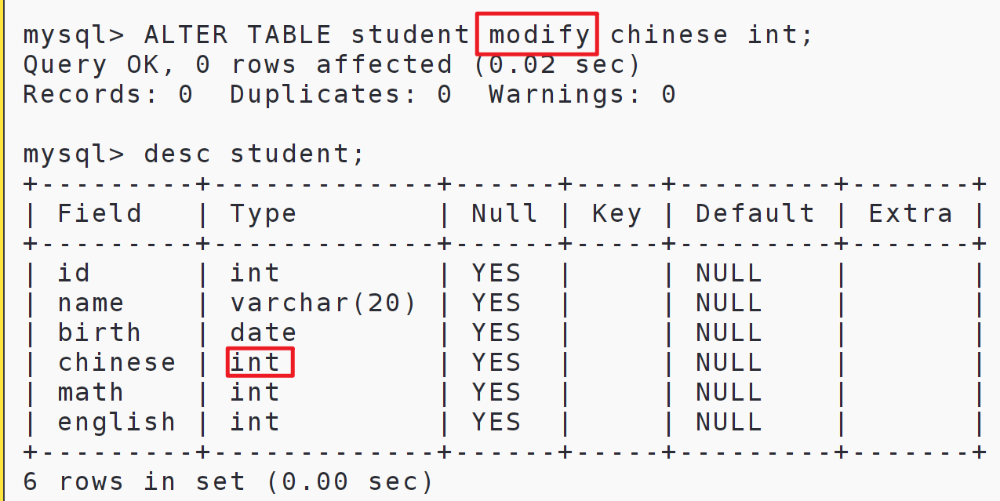 mysql> ALTER TABLE student modify chinese int;
Query OK, 0 rows affected (0.02 sec)
Records: 0  Duplicates: 0  Warnings: 0

mysql> desc student;
+---------+-------------+------+-----+---------+-------+
| Field   | Type        | Null | Key | Default | Extra |
+---------+-------------+------+-----+---------+-------+
| id      | int         | YES  |     | NULL    |       |
| name    | varchar(20) | YES  |     | NULL    |       |
| birth   | date        | YES  |     | NULL    |       |
| chinese | int         | YES  |     | NULL    |       |
| math    | int         | YES  |     | NULL    |       |
| english | int         | YES  |     | NULL    |       |
+---------+-------------+------+-----+---------+-------+
6 rows in set (0.00 sec)